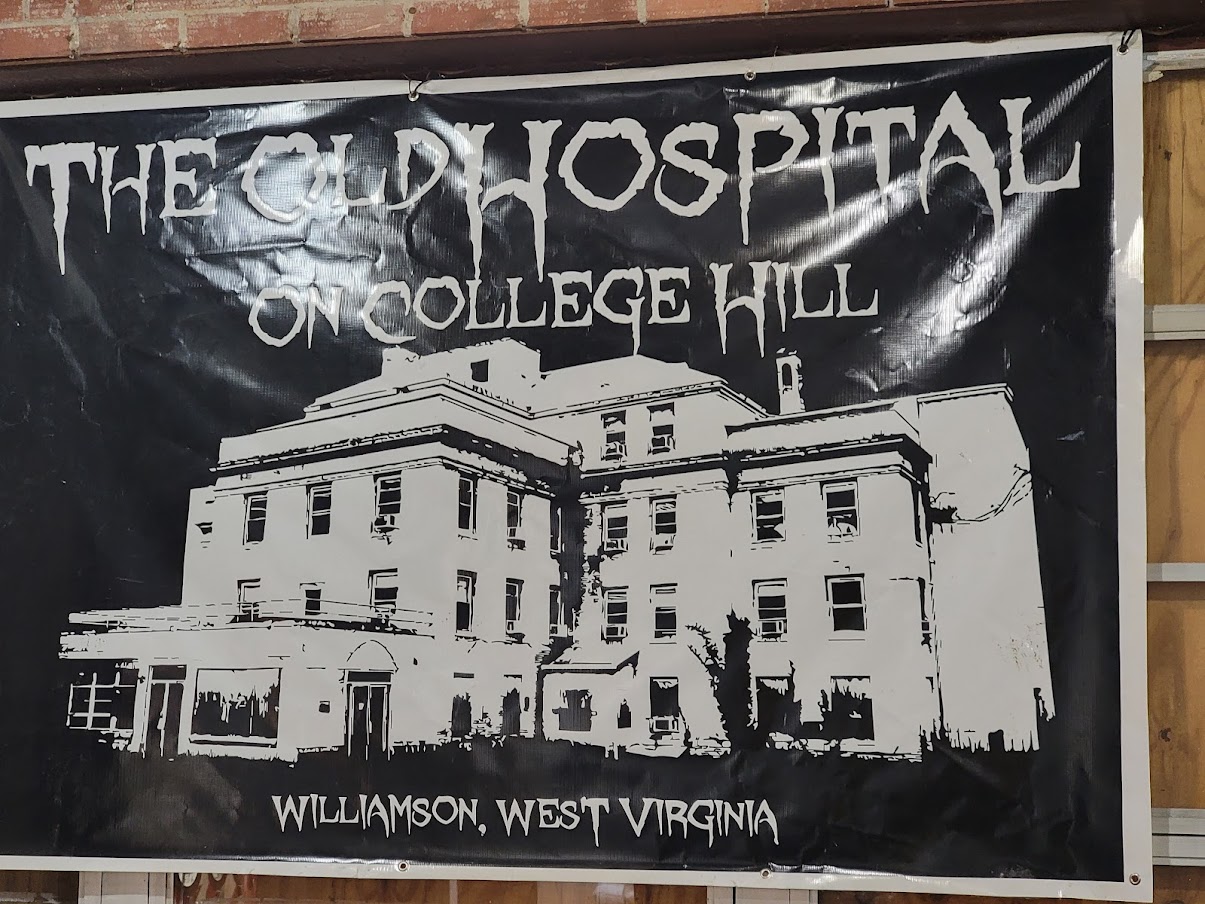 THE OLD HOSPITAL
ON COLLEGE HILL
WILLIAMSON, WEST VIRGINIA